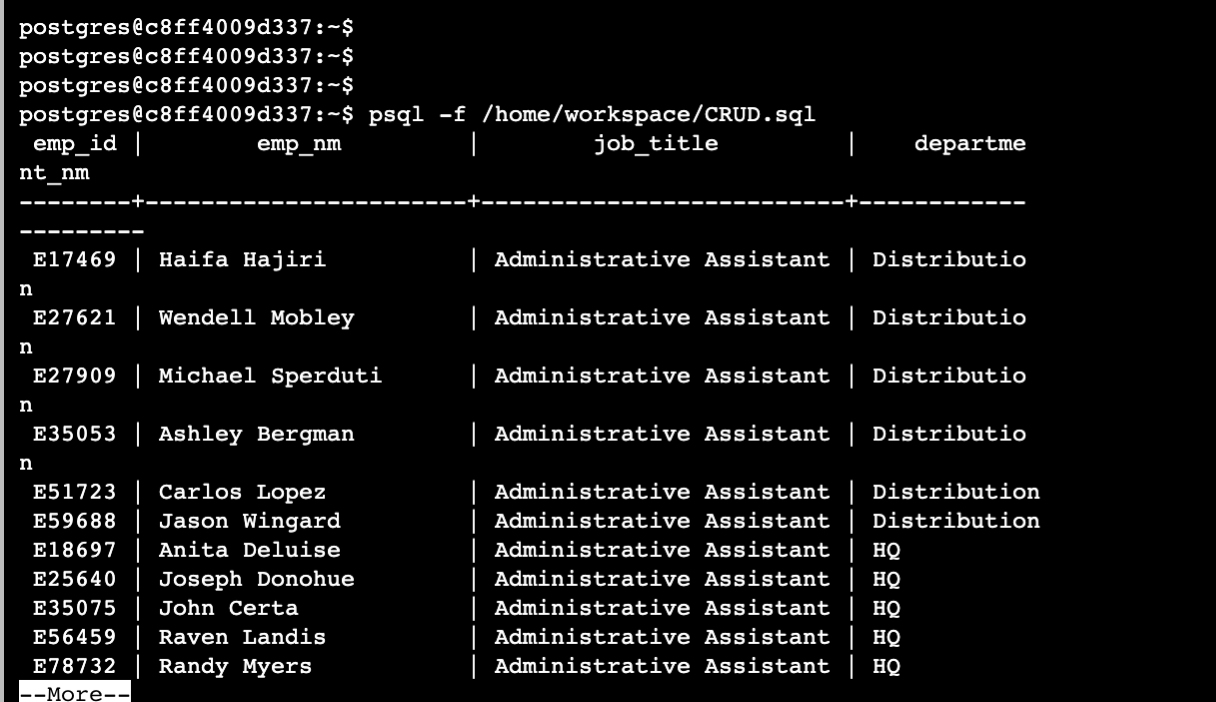 postgres@c8ff4009d337:~$
postgres@c8ff4009d337:~$
postgres@c8ff4009d337:~$
postgres@c8ff4009d337:~$ psql -f /home/workspace/CRUD.sql
 emp_id |        emp_nm         |        job_title         |    departme
nt_nm
--------+-----------------------+--------------------------+------------
---------
 E17469 | Haifa Hajiri          | Administrative Assistant | Distributio
n
 E27621 | Wendell Mobley        | Administrative Assistant | Distributio
n
 E27909 | Michael Sperduti      | Administrative Assistant | Distributio
n
 E35053 | Ashley Bergman        | Administrative Assistant | Distributio
n
 E51723 | Carlos Lopez          | Administrative Assistant | Distribution
 E59688 | Jason Wingard         | Administrative Assistant | Distribution
 E18697 | Anita Deluise         | Administrative Assistant | HQ
 E25640 | Joseph Donohue        | Administrative Assistant | HQ
 E35075 | John Certa            | Administrative Assistant | HQ
 E56459 | Raven Landis          | Administrative Assistant | HQ
 E78732 | Randy Myers           | Administrative Assistant | HQ
--More--